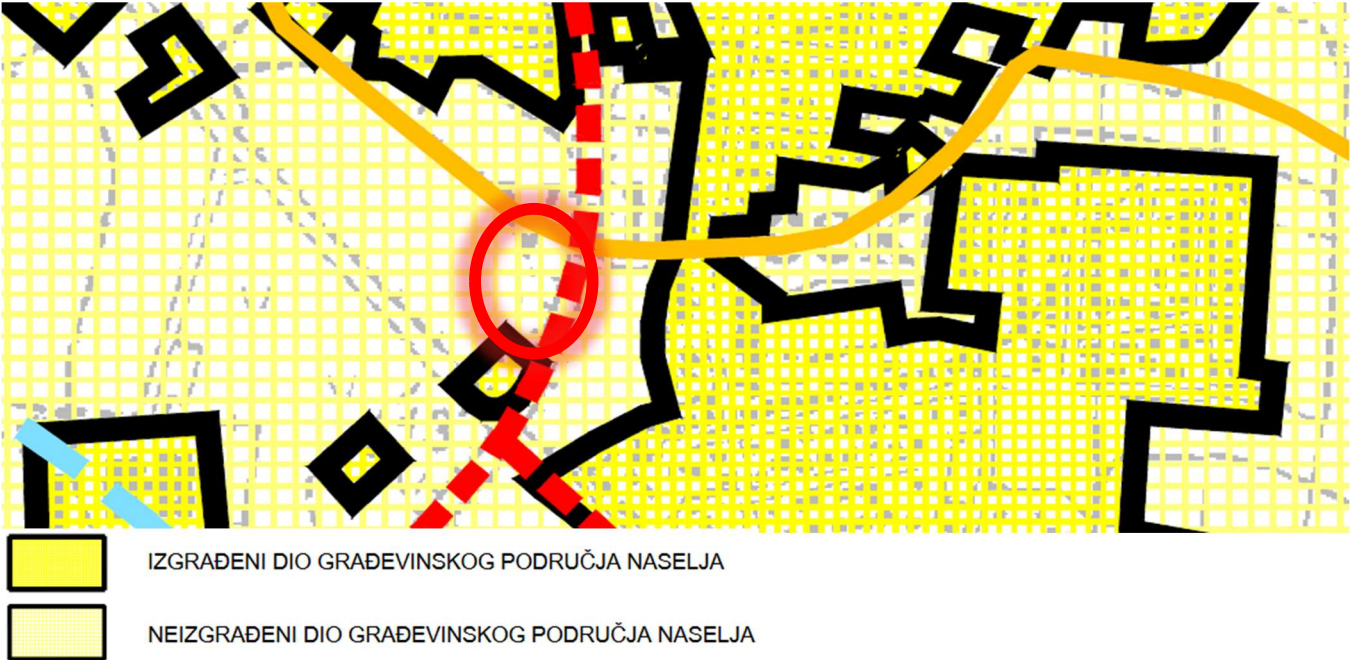 IZGRAĐENI DIO GRAĐEVINSKOG PODRUČJA NASELJA
NEIZGRAĐENI DIO GRAĐEVINSKOG PODRUČJA NASELJA